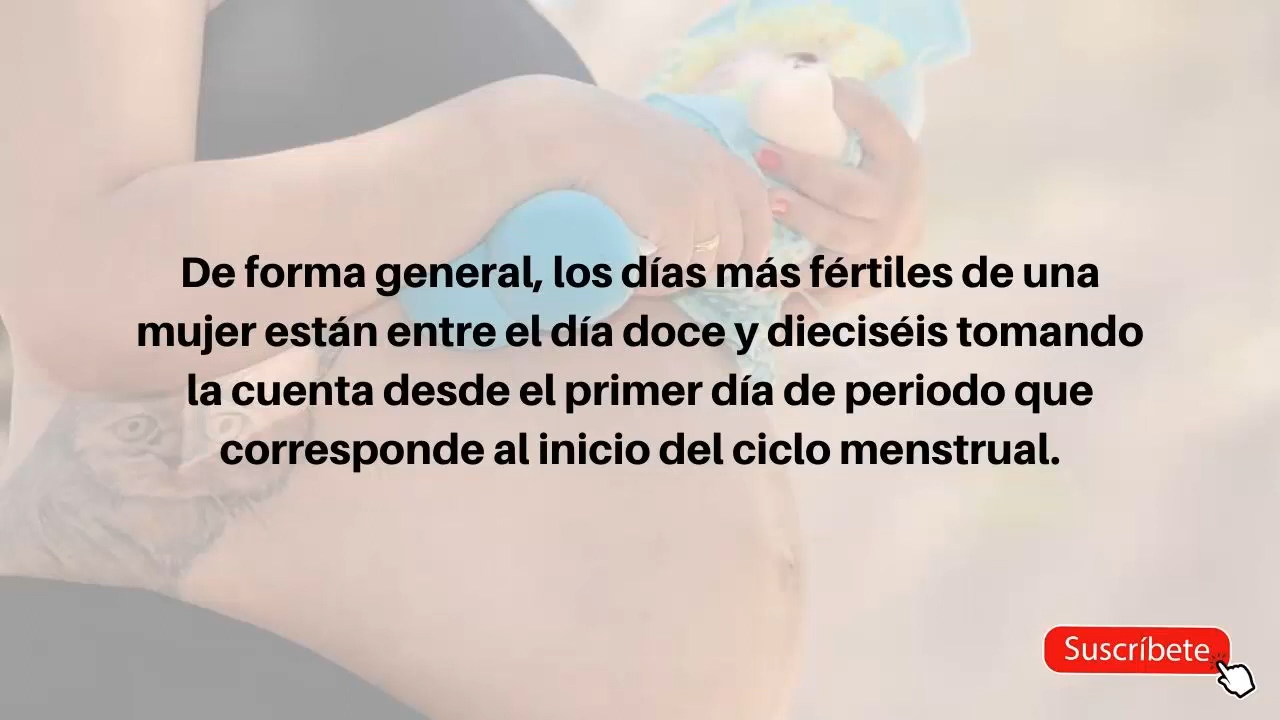 De forma general, los días más fértiles de una
mujer están entre el día doce y dieciséis tomando
la cuenta desde el primer día de periodo que
corresponde al inicio del ciclo menstrual.
Suscríbete